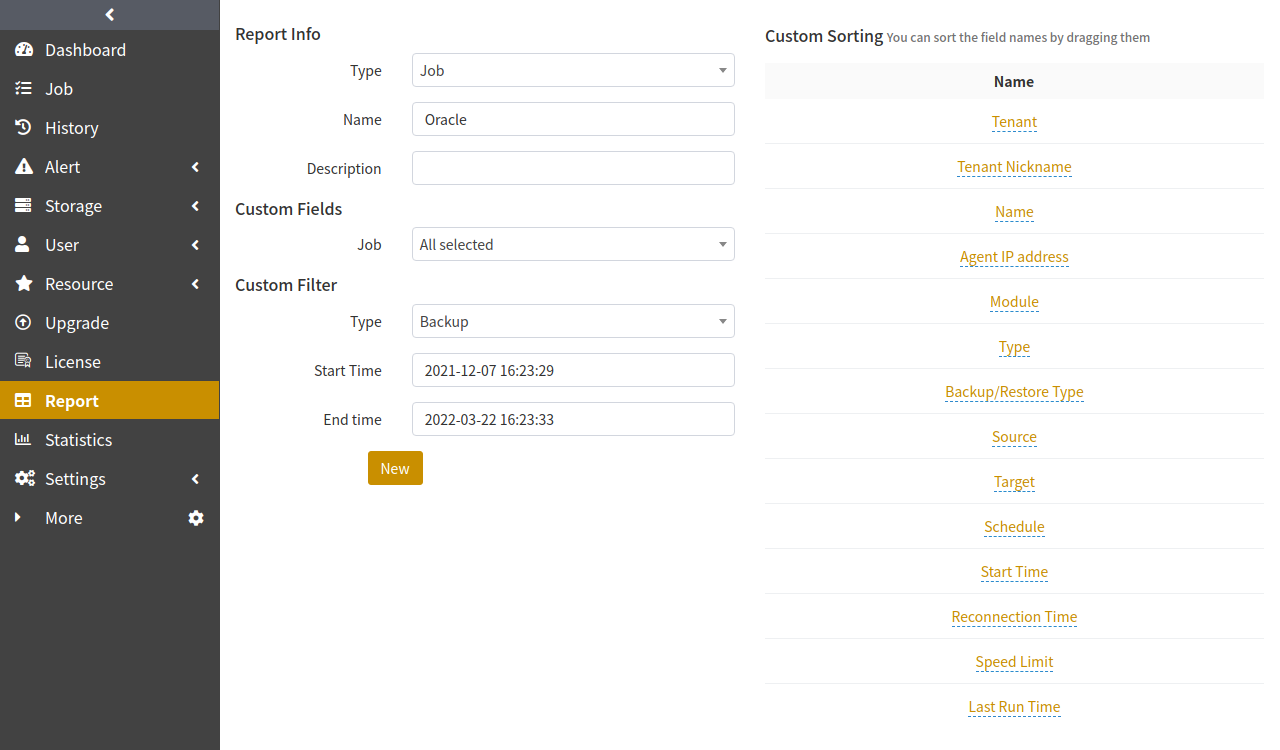 Dashboard
Job
History
Alert
Storage
User
Resource
Upgrade
License
Report
Statistics
Settings
More
Report Info
Type Job
Name Oracle
Description
Custom Fields
Job All selected
Custom Filter
Type Backup
Start Time 2021-12-07 16:23:29
End time 2022-03-22 16:23:33
New
Custom Sorting You can sort the field names by dragging them
Name
Tenant
Tenant Nickname
Name
Agent IP address
Module
Type
Backup/Restore Type
Source
Target
Schedule
Start Time
Reconnection Time
Speed Limit
Last Run Time